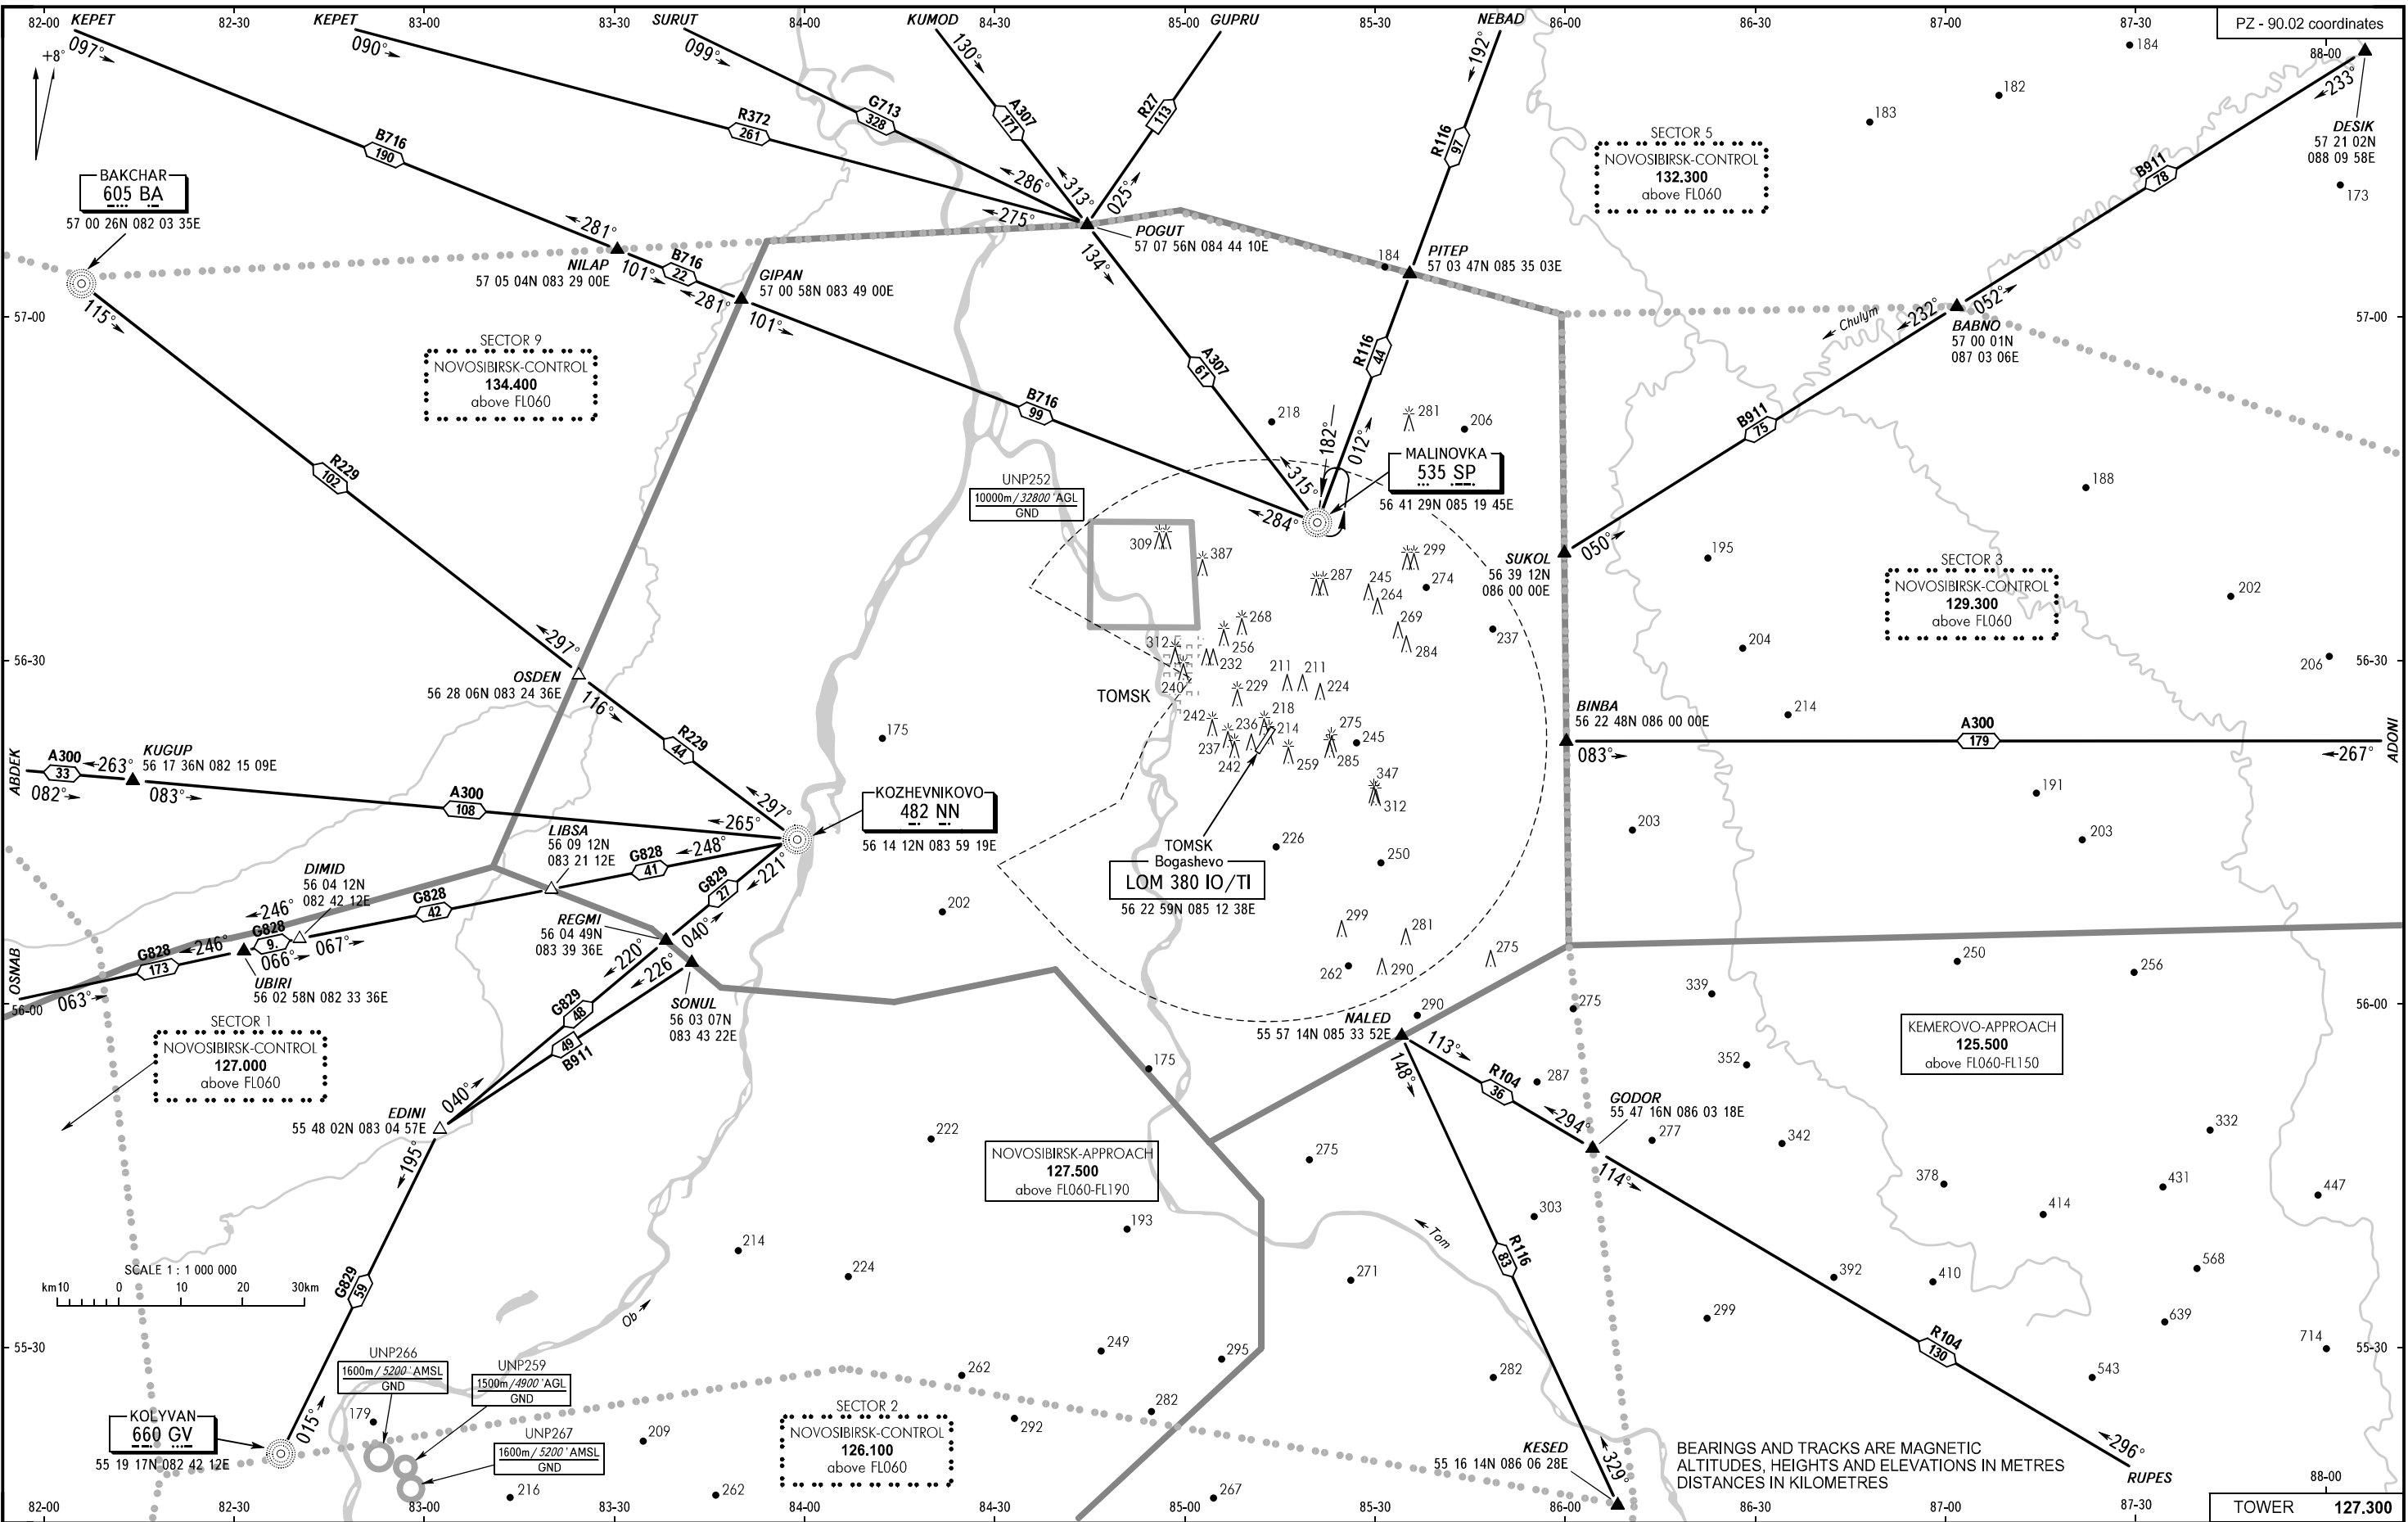 82-00
KEPET
82-30
KEPET
83-00
83-30
SURUT
84-00
KUMOD
84-30
85-00
GUPRU
85-30
NEBAD
86-00
86-30
87-00
87-30
PZ - 90.02 coordinates
88-00
+8°
097°
090°
099°
130°
192°
184
233°
182
183
DESIK
57 21 02N
088 09 58E
B716
190
R372
261
G713
328
A307
171
R27
113
R116
97
SECTOR 5
NOVOSIBIRSK-CONTROL
132.300
above FL060
B911
78
173
BAKCHAR
605 BA
57 00 26N 082 03 35E
286°
313°
025°
275°
281°
POGUT
57 07 56N 084 44 10E
134°
184
PITEP
57 03 47N 085 35 03E
NILAP
57 05 04N 083 29 00E
101°
B716
22
281°
GIPAN
57 00 58N 083 49 00E
101°
115°
57-00
57-00
Chulym
232°
052°
BABNO
57 00 01N
087 03 06E
SECTOR 9
NOVOSIBIRSK-CONTROL
134.400
above FL060
A307
61
R116
44
B716
99
218
182°
012°
281
206
B911
75
MALINOVKA
535 SP
56 41 29N 085 19 45E
315°
284°
UNP252
10000m/32800'AGL
GND
R229
102
188
309
387
299
287
245
264
274
SUKOL
56 39 12N
086 00 00E
050°
195
SECTOR 3
NOVOSIBIRSK-CONTROL
129.300
above FL060
202
268
256
232
269
284
237
204
206
312
240
56-30
56-30
297°
OSDEN
56 28 06N 083 24 36E
116°
TOMSK
211
211
224
229
218
214
242
236
237
242
259
275
285
245
BINBA
56 22 48N 086 00 00E
214
A300
179
083°
267°
ADONI
175
R229
44
ABDEK
A300
33
263°
KUGUP
56 17 36N 082 15 09E
082°
083°
A300
108
297°
265°
KOZHEVNIKOVO
482 NN
56 14 12N 083 59 19E
347
312
191
203
203
LIBSA
56 09 12N
083 21 12E
G828
41
248°
221°
G829
27
226
250
TOMSK
Bogashevo
LOM 380 IO/TI
56 22 59N 085 12 38E
DIMID
56 04 12N
082 42 12E
G828
42
246°
G828
9.
246°
G828
173
066°
067°
UBIRI
56 02 58N 082 33 36E
REGMI
56 04 49N
083 39 36E
040°
202
299
281
275
290
262
250
256
OSNAB
063°
56-00
56-00
220°
226°
SONUL
56 03 07N
083 43 22E
G829
48
49
B911
290
NALED
55 57 14N 085 33 52E
275
339
SECTOR 1
NOVOSIBIRSK-CONTROL
127.000
above FL060
KEMEROVO-APPROACH
125.500
above FL060-FL150
352
175
113°
148°
287
R104
36
294°
GODOR
55 47 16N 086 03 18E
114°
277
342
332
040°
EDINI
55 48 02N 083 04 57E
195°
222
NOVOSIBIRSK-APPROACH
127.500
above FL060-FL190
275
378
431
447
414
303
193
214
Tom
R116
83
224
271
392
410
568
SCALE 1 : 1 000 000
km10
0
10
20
30km
G829
59
Ob
299
639
714
249
295
R104
130
55-30
55-30
UNP266
1600m/5200'AMSL
GND
UNP259
1500m/4900'AGL
GND
262
282
543
179
KOLYVAN
660 GV
55 19 17N 082 42 12E
015°
UNP267
1600m/5200'AMSL
GND
209
SECTOR 2
NOVOSIBIRSK-CONTROL
126.100
above FL060
292
282
KESED
55 16 14N 086 06 28E
329°
BEARINGS AND TRACKS ARE MAGNETIC
ALTITUDES, HEIGHTS AND ELEVATIONS IN METRES
DISTANCES IN KILOMETRES
296°
RUPES
88-00
216
262
267
82-00
82-30
83-00
83-30
84-00
84-30
85-00
85-30
86-00
86-30
87-00
87-30
TOWER 127.300